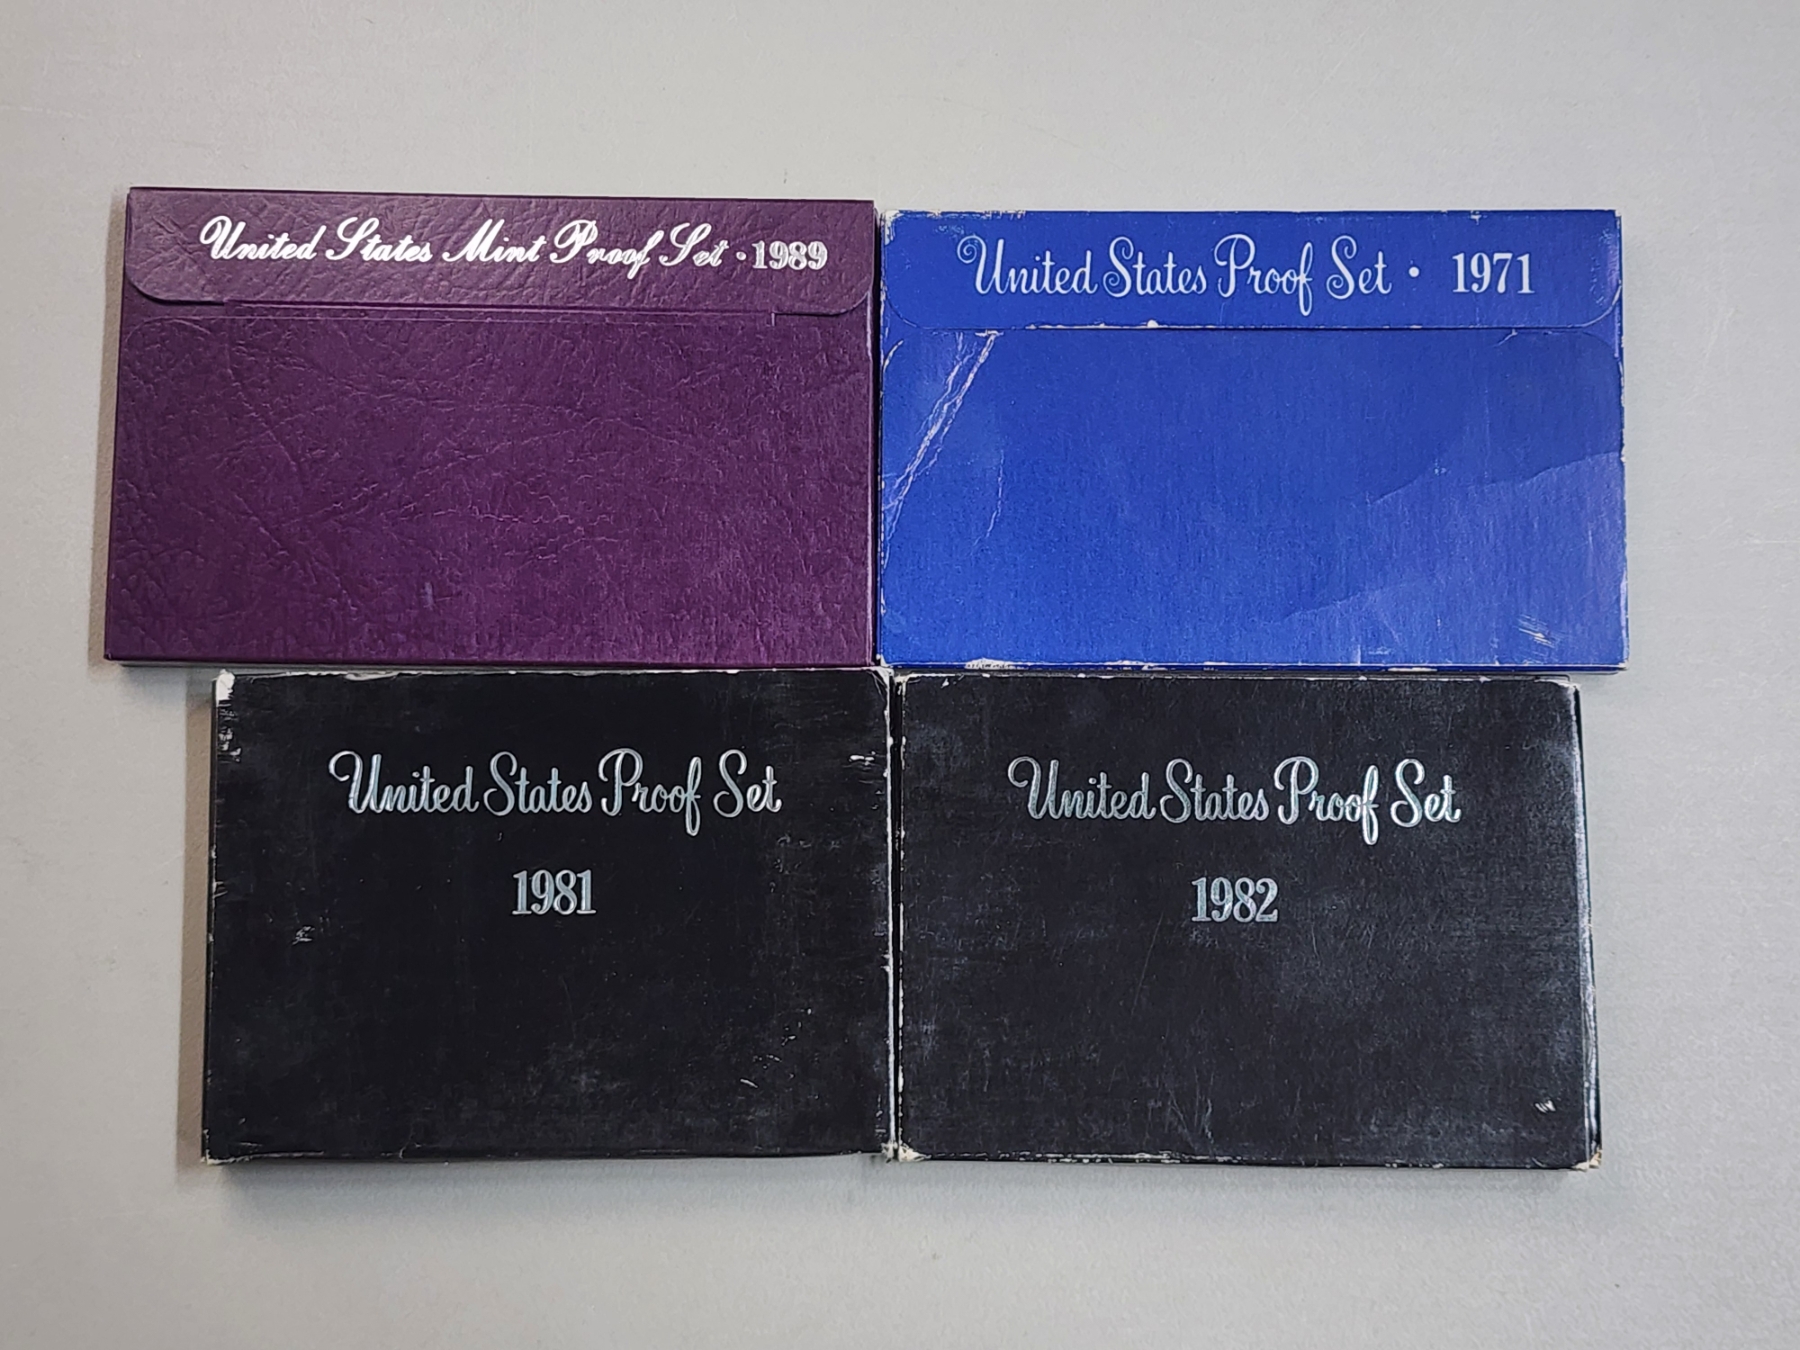 United States Mint Proof Set · 1989
United States Proof Set · 1971
United States Proof Set
1981
United States Proof Set
1982